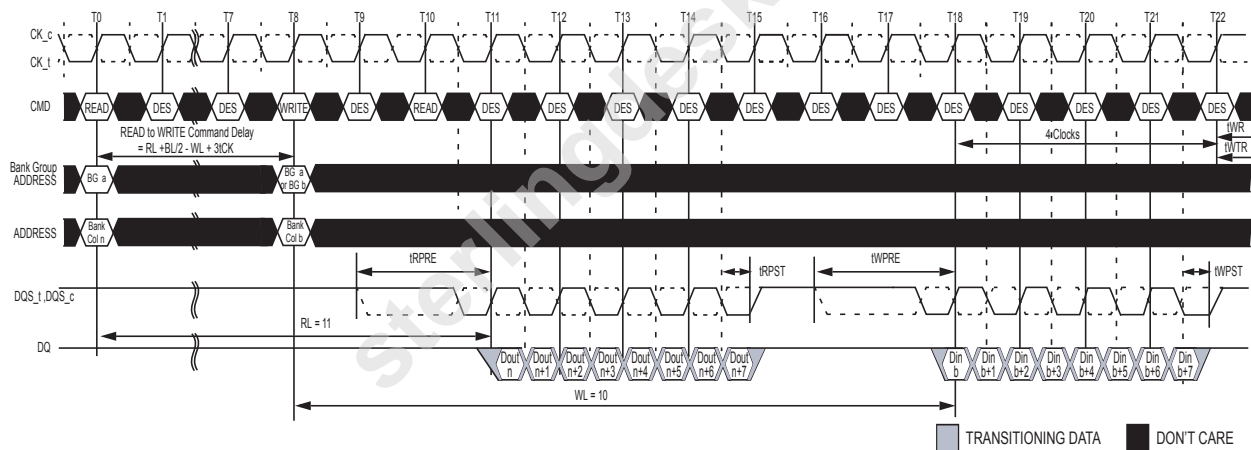 T0 T1 T7 T8 T9 T10 T11 T12 T13 T14 T15 T16 T17 T18 T19 T20 T21 T22
CK_c
CK_t
CMD READ DES DES WRITE DES READ DES DES DES DES DES DES DES DES DES DES DES DES
READ to WRITE Command Delay
= RL +BL/2 - WL + 3tCK
4 Clocks
tWR
tWTR
Bank Group
ADDRESS
BG a
BG a
or BG b
ADDRESS
Bank
Col n
Bank
Col b
tRPRE tRPST tWPRE tWPST
DQS_t ,DQS_c
RL = 11
DQ
Dout
n
Dout
n+1
Dout
n+2
Dout
n+3
Dout
n+4
Dout
n+5
Dout
n+6
Dout
n+7
Din
b
Din
b+1
Din
b+2
Din
b+3
Din
b+4
Din
b+5
Din
b+6
Din
b+7
WL = 10
TRANSITIONING DATA DON'T CARE
sterlingdesk